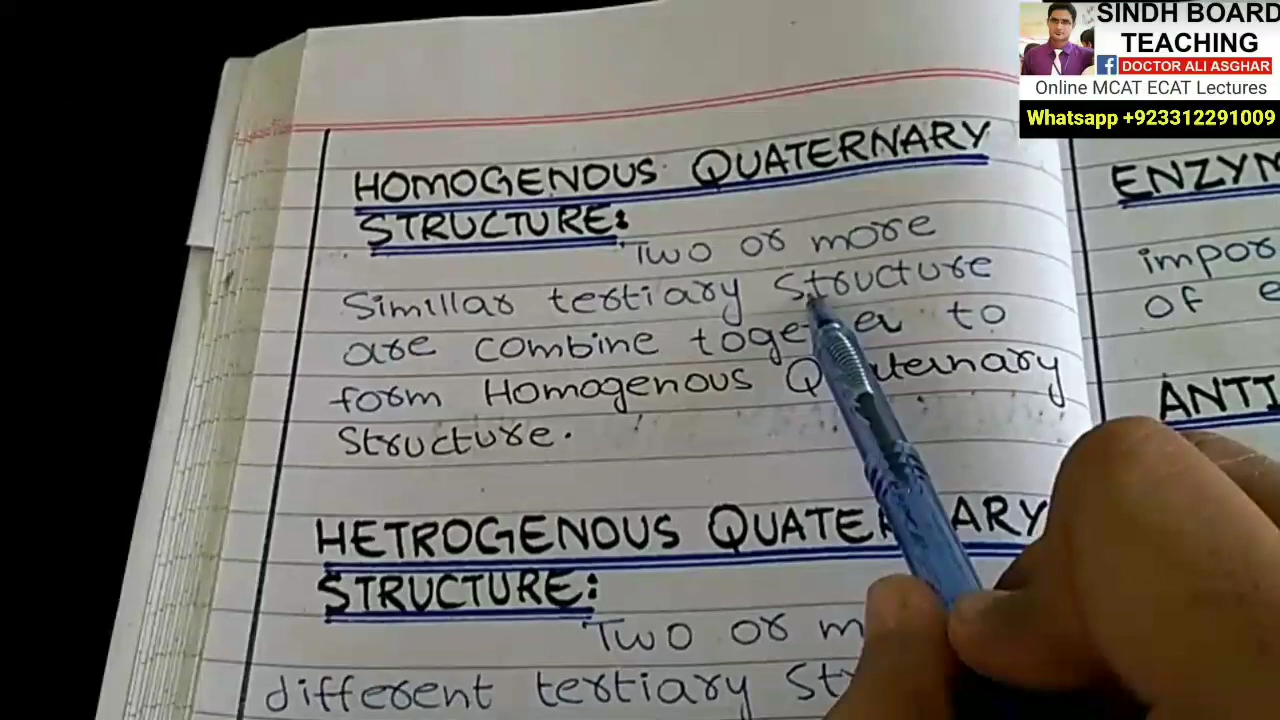 SINDH BOARD
TEACHING
DOCTOR ALI ASGHAR
Online MCAT ECAT Lectures
Whatsapp +923312291009
HOMOGENOUS QUATERNARY
STRUCTURE:
Two or more
Simillar tertiary structure
are combine together to
form Homogenous Quaternary
Structure.
HETROGENOUS QUATERNARY
STRUCTURE:
Two or m
different tertiary St
ENZYM
impor
of e
ANTI